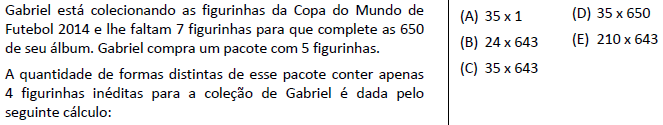 Gabriel está colecionando as figurinhas da Copa do Mundo de
Futebol 2014 e lhe faltam 7 figurinhas para que complete as 650
de seu álbum. Gabriel compra um pacote com 5 figurinhas.
A quantidade de formas distintas de esse pacote conter apenas
4 figurinhas inéditas para a coleção de Gabriel é dada pelo
seguinte cálculo:
(A) 35 x 1
(B) 24 x 643
(C) 35 x 643
(D) 35 x 650
(E) 210 x 643